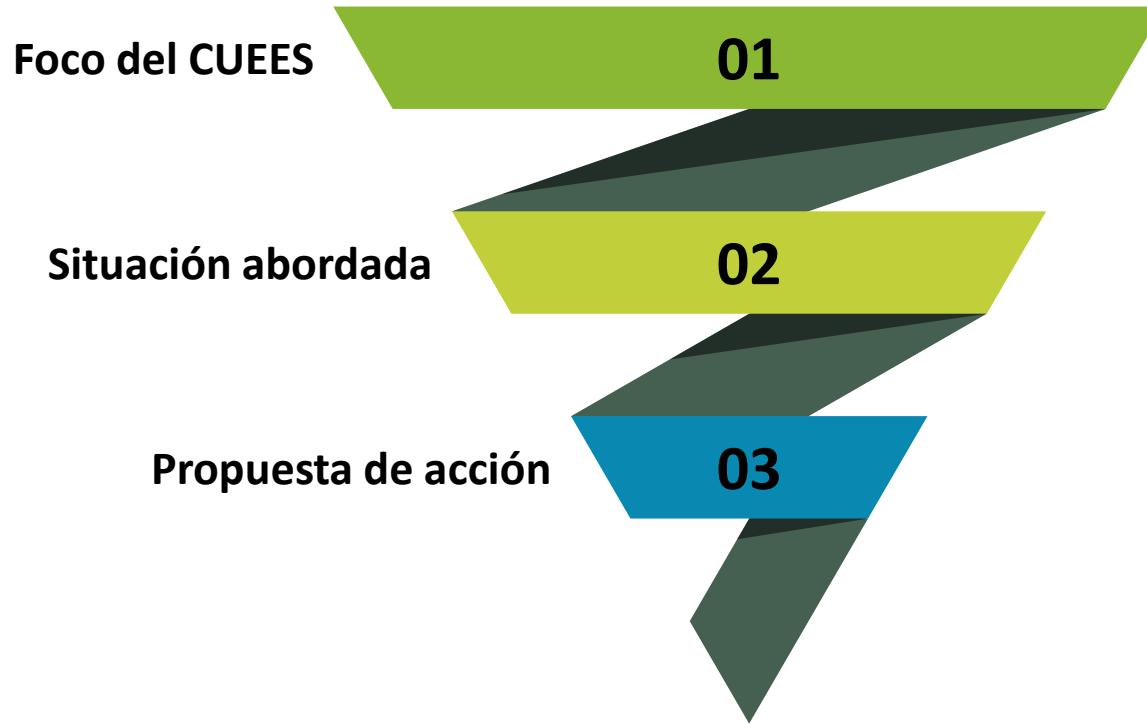 Foco del CUEES
01
Situación abordada
02
Propuesta de acción
03